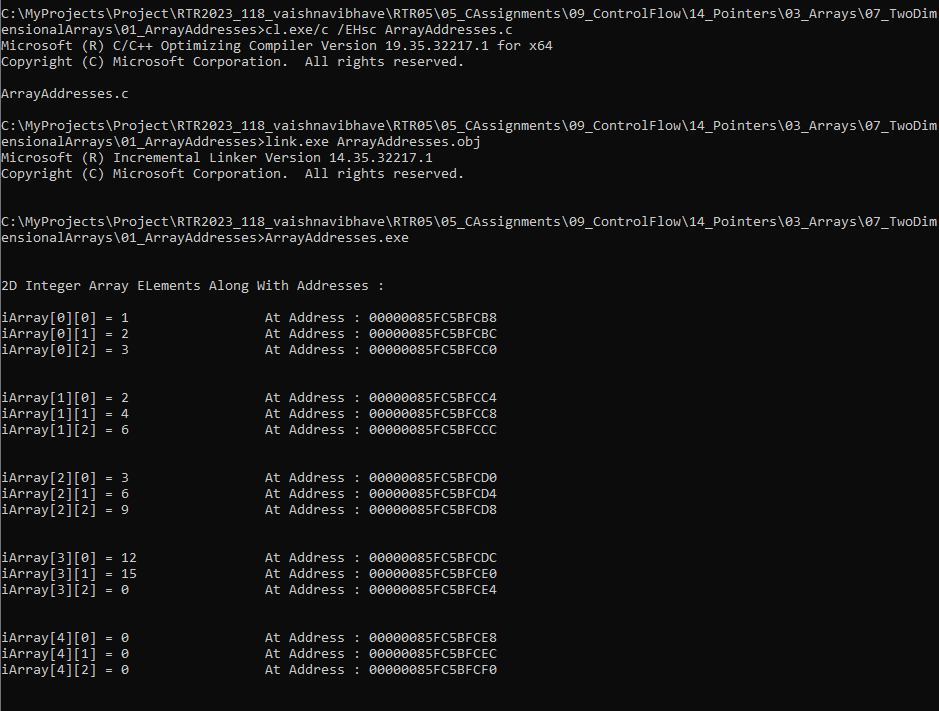 C:\MyProjects\Project\RTR2023_118_vaishnavibhave\RTR05\05_CAssignments\09_ControlFlow\14_Pointers\03_Arrays\07_TwoDim
ensionalArrays\01_ArrayAddresses>cl.exe/c /EHsc ArrayAddresses.c
Microsoft (R) C/C++ Optimizing Compiler Version 19.35.32217.1 for x64
Copyright (C) Microsoft Corporation.  All rights reserved.
ArrayAddresses.c
C:\MyProjects\Project\RTR2023_118_vaishnavibhave\RTR05\05_CAssignments\09_ControlFlow\14_Pointers\03_Arrays\07_TwoDim
ensionalArrays\01_ArrayAddresses>link.exe ArrayAddresses.obj
Microsoft (R) Incremental Linker Version 14.35.32217.1
Copyright (C) Microsoft Corporation.  All rights reserved.
C:\MyProjects\Project\RTR2023_118_vaishnavibhave\RTR05\05_CAssignments\09_ControlFlow\14_Pointers\03_Arrays\07_TwoDim
ensionalArrays\01_ArrayAddresses>ArrayAddresses.exe
2D Integer Array ELements Along With Addresses :
iArray[0][0] = 1                 At Address : 00000085FC5BFCB8
iArray[0][1] = 2                 At Address : 00000085FC5BFCBC
iArray[0][2] = 3                 At Address : 00000085FC5BFCC0
iArray[1][0] = 2                 At Address : 00000085FC5BFCC4
iArray[1][1] = 4                 At Address : 00000085FC5BFCC8
iArray[1][2] = 6                 At Address : 00000085FC5BFCCC
iArray[2][0] = 3                 At Address : 00000085FC5BFCD0
iArray[2][1] = 6                 At Address : 00000085FC5BFCD4
iArray[2][2] = 9                 At Address : 00000085FC5BFCD8
iArray[3][0] = 12                At Address : 00000085FC5BFCDC
iArray[3][1] = 15                At Address : 00000085FC5BFCE0
iArray[3][2] = 0                 At Address : 00000085FC5BFCE4
iArray[4][0] = 0                 At Address : 00000085FC5BFCE8
iArray[4][1] = 0                 At Address : 00000085FC5BFCEC
iArray[4][2] = 0                 At Address : 00000085FC5BFCF0